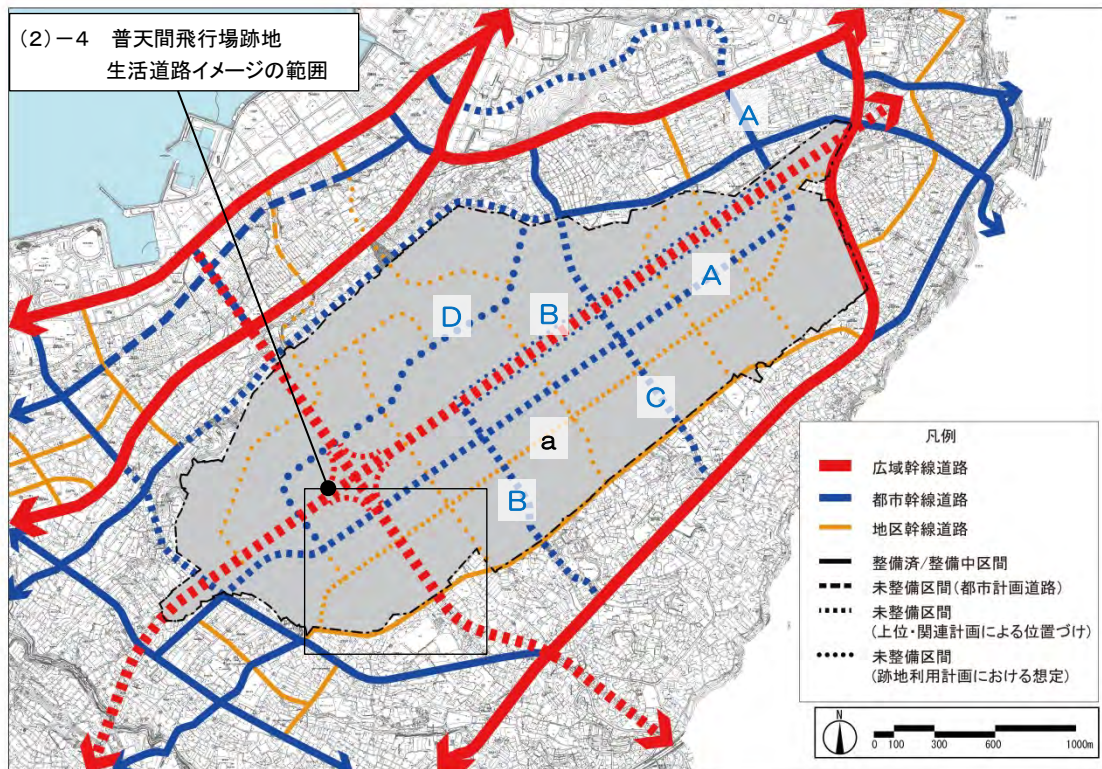 (2)-4 普天間飛行場跡地
生活道路イメージの範囲
A
A
D
B
C
a
B
凡例
広域幹線道路
都市幹線道路
地区幹線道路
整備済/整備中区間
未整備区間(都市計画道路)
未整備区間
(上位・関連計画による位置づけ)
未整備区間
(跡地利用計画における想定)
N
0 100 300 600 1000m